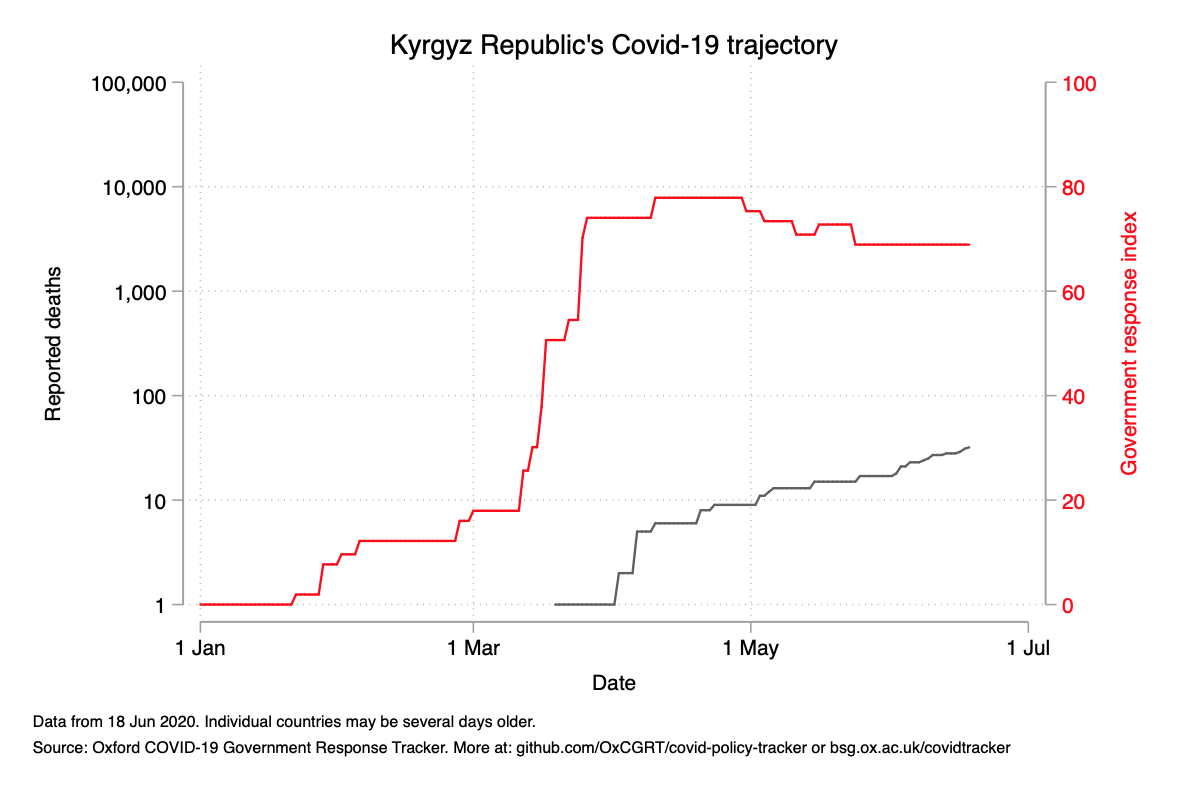 Kyrgyz Republic's Covid-19 trajectory
100,000
10,000
1,000
100
10
1
Reported deaths
100
80
60
40
20
0
Government response index
1 Jan
1 Mar
1 May
1 Jul
Date
Data from 18 Jun 2020. Individual countries may be several days older.
Source: Oxford COVID-19 Government Response Tracker. More at: github.com/OxCGRT/covid-policy-tracker or bsg.ox.ac.uk/covidtracker